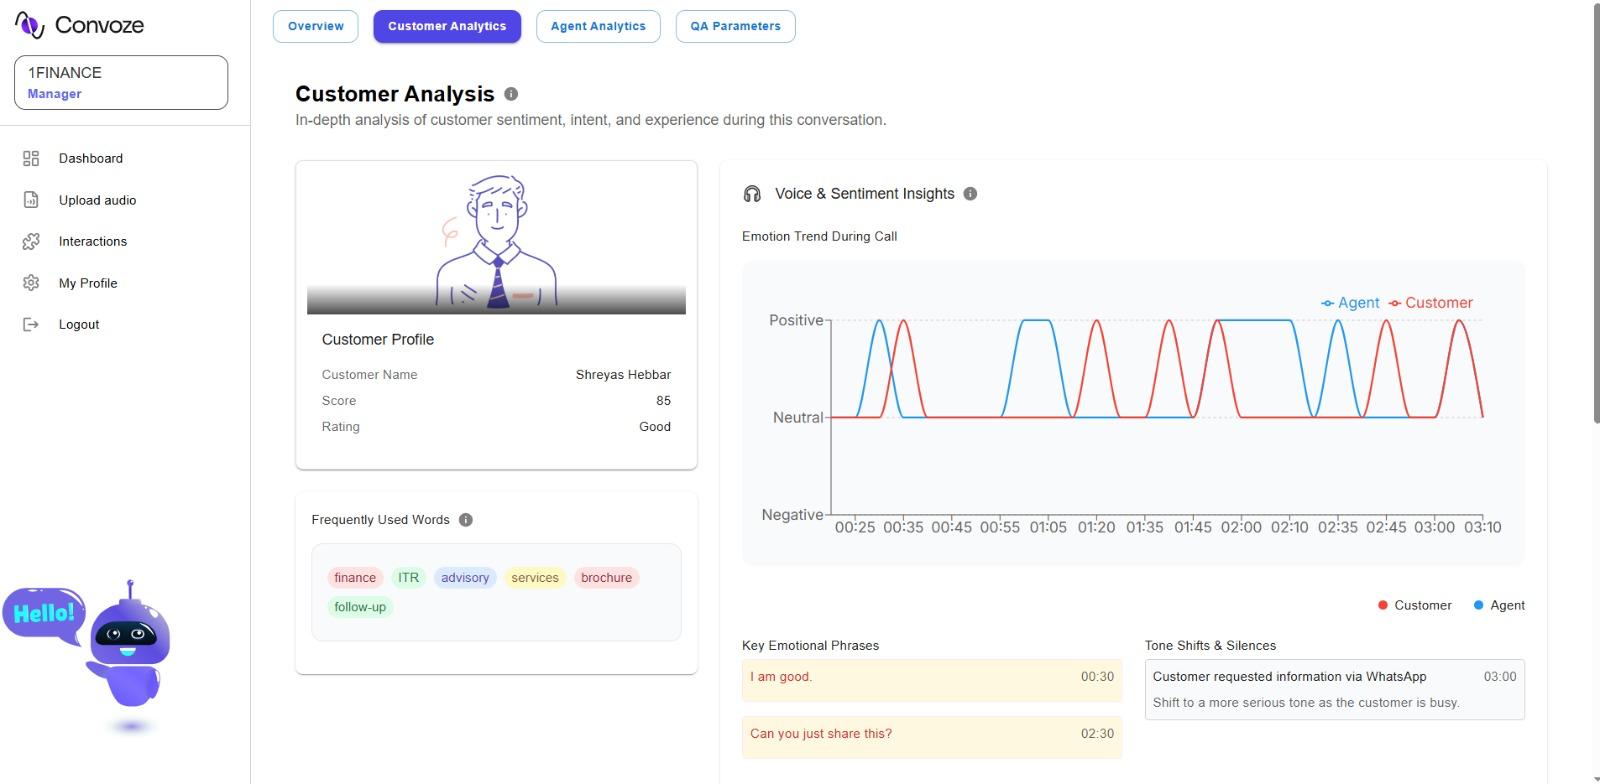 Convoze
1FINANCE
Manager
Dashboard
Upload audio
Interactions
My Profile
Logout
Hello!
Overview
Customer Analytics
Agent Analytics
QA Parameters
Customer Analysis
In-depth analysis of customer sentiment, intent, and experience during this conversation.
Customer Profile
Customer Name Shreyas Hebbar
Score 85
Rating Good
Frequently Used Words
finance ITR advisory services brochure
follow-up
Voice & Sentiment Insights
Emotion Trend During Call
Agent Customer
Positive
Neutral
Negative
00:25 00:35 00:45 00:55 01:05 01:20 01:35 01:45 02:00 02:10 02:35 02:45 03:00 03:10
Customer Agent
Key Emotional Phrases
I am good. 00:30
Can you just share this? 02:30
Tone Shifts & Silences
Customer requested information via WhatsApp 03:00
Shift to a more serious tone as the customer is busy.